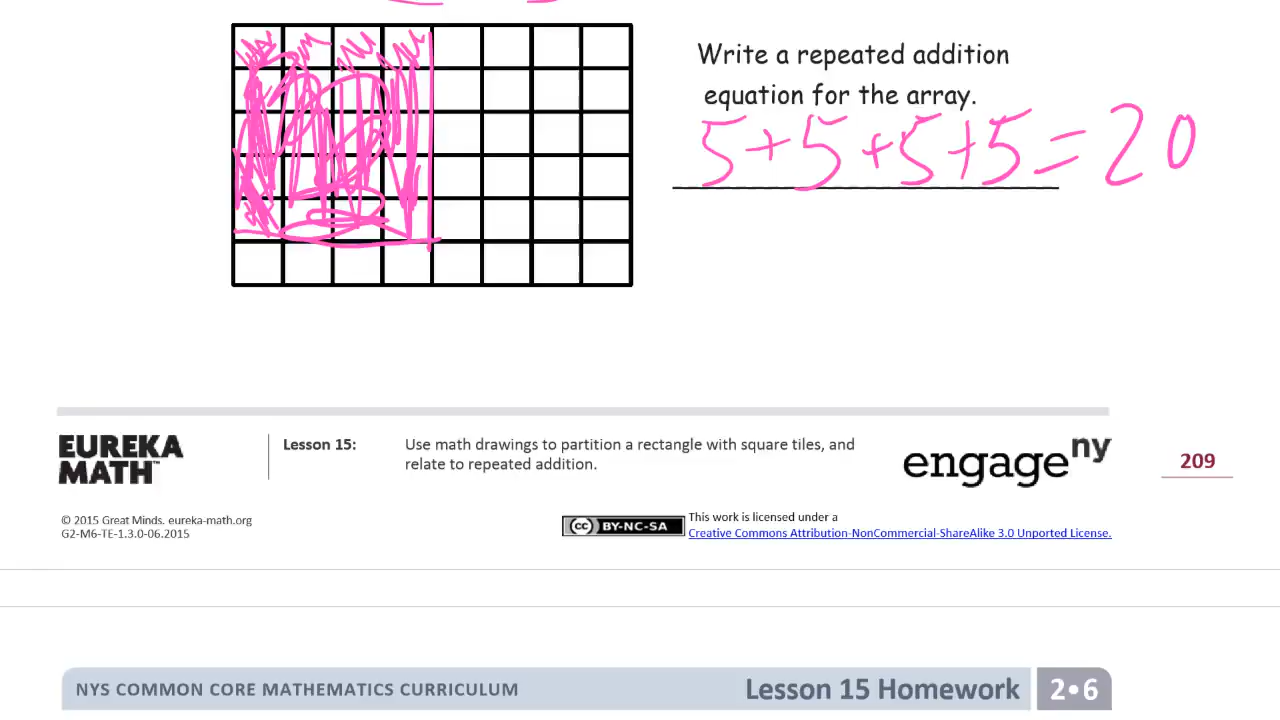 Write a repeated addition
equation for the array.
5+5+5+5=20
EUREKA
MATH™
Lesson 15:
Use math drawings to partition a rectangle with square tiles, and
relate to repeated addition.
engage ny
209
© 2015 Great Minds. eureka-math.org
G2-M6-TE-1.3.0-06.2015
cc BY-NC-SA
This work is licensed under a
Creative Commons Attribution-NonCommercial-ShareAlike 3.0 Unported License.
NYS COMMON CORE MATHEMATICS CURRICULUM
Lesson 15 Homework
2•6